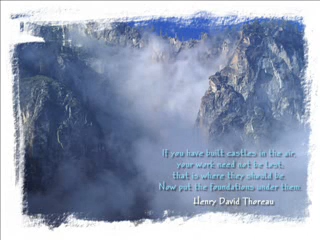 If you have built castles in the air,
your work need not be lost;
that is where they should be.
Now put the foundations under them.
Henry David Thoreau